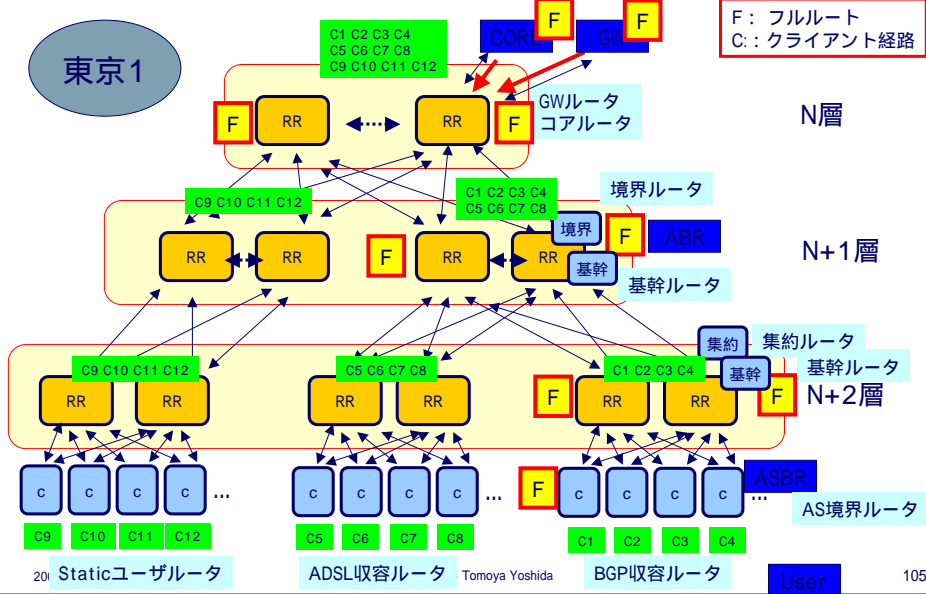 東京1
C1 C2 C3 C4
C5 C6 C7 C8
C9 C10 C11 C12
CORE
F
GW
F
F: フルルート
C:: クライアント経路
F
RR
RR
F
GWルータ
コアルータ
N層
C9 C10 C11 C12
C1 C2 C3 C4
C5 C6 C7 C8
境界ルータ
RR
RR
F
RR
RR
境界
基幹
F
ABR
N+1層
基幹ルータ
C9 C10 C11 C12
C5 C6 C7 C8
C1 C2 C3 C4
集約
集約ルータ
基幹
基幹ルータ
RR
RR
RR
RR
F
RR
RR
F
N+2層
c
c
c
c
...
c
c
c
c
...
F
c
c
c
c
...
ASBR
AS境界ルータ
C9
C10
C11
C12
C5
C6
C7
C8
C1
C2
C3
C4
Staticユーザルータ
ADSL収容ルータ
Tomoya Yoshida
BGP収容ルータ
User
105